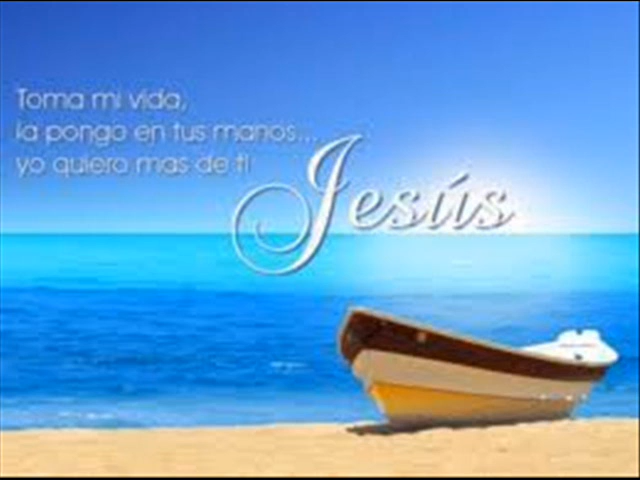 Toma mi vida,
la pongo en tus manos...
yo quiero mas de ti
Jesús